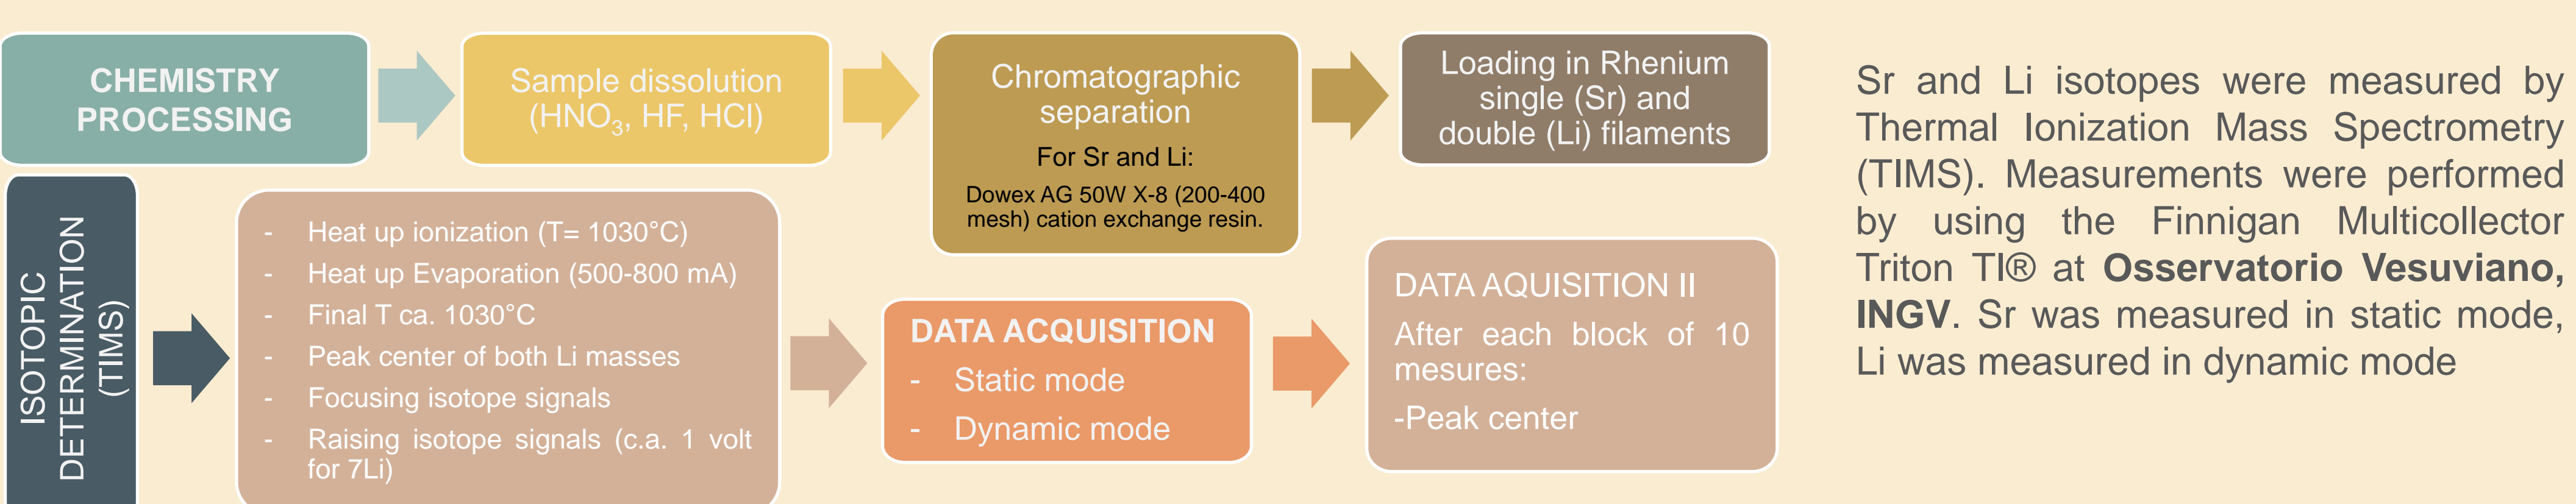 CHEMISTRY
PROCESSING
Sample dissolution
(HNO₃, HF, HCl)
Chromatographic
separation
For Sr and Li:
Dowex AG 50W X-8 (200-400
mesh) cation exchange resin.
Loading in Rhenium
single (Sr) and
double (Li) filaments
ISOTOPIC
DETERMINATION
(TIMS)
- Heat up ionization (T= 1030°C)
- Heat up Evaporation (500-800 mA)
- Final T ca. 1030°C
- Peak center of both Li masses
- Focusing isotope signals
- Raising isotope signals (c.a. 1 volt
for 7Li)
DATA ACQUISITION
- Static mode
- Dynamic mode
DATA AQUISITION II
After each block of 10
mesures:
-Peak center
Sr and Li isotopes were measured by
Thermal Ionization Mass Spectrometry
(TIMS). Measurements were performed
by using the Finnigan Multicollector
Triton TI® at Osservatorio Vesuviano,
INGV. Sr was measured in static mode,
Li was measured in dynamic mode